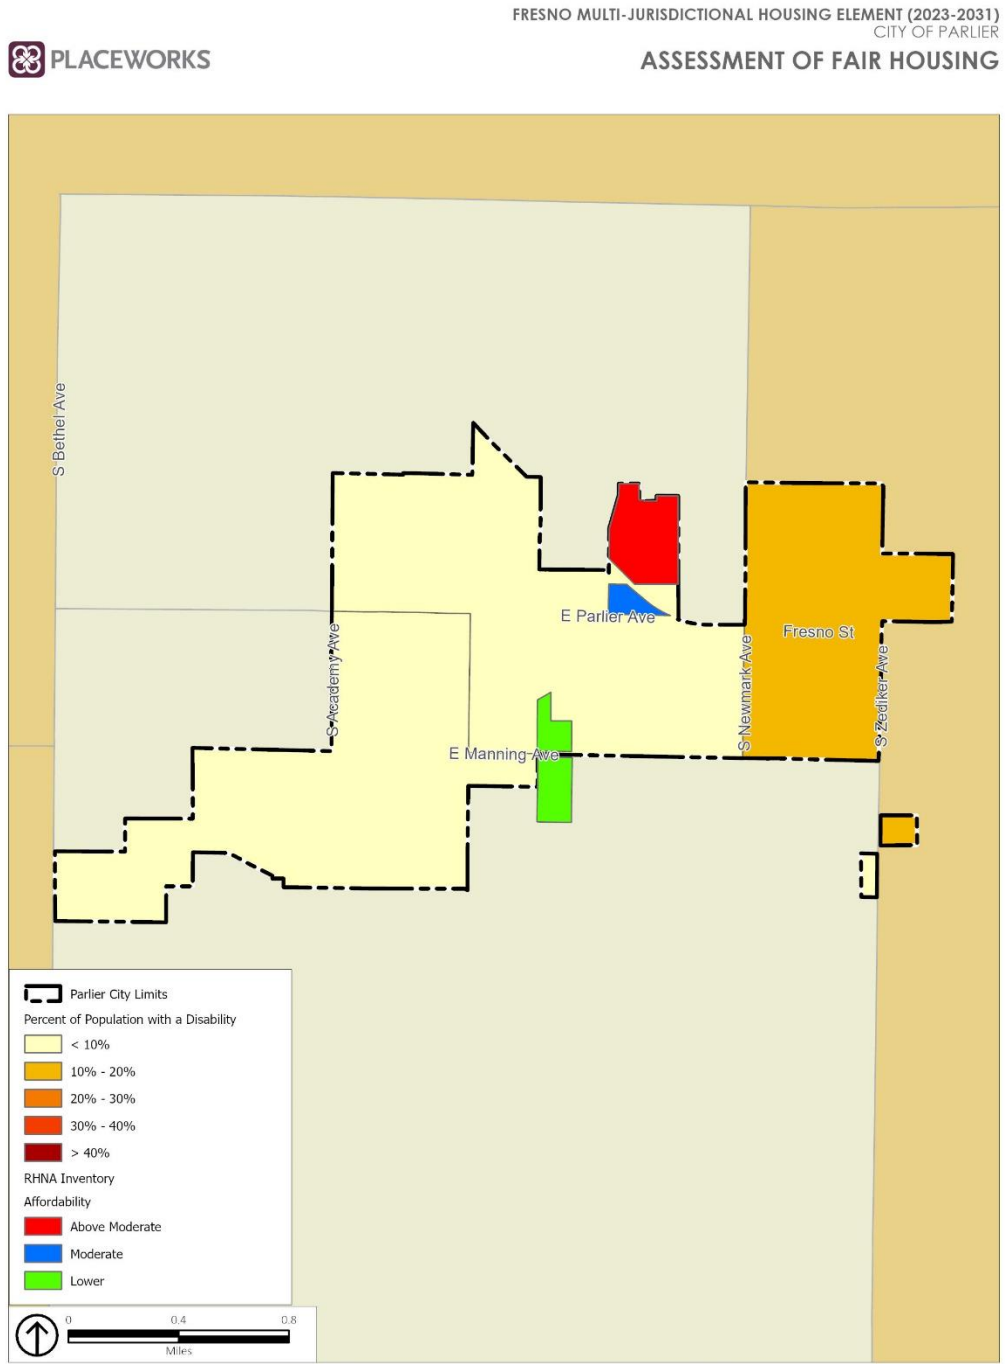 FRESNO MULTI-JURISDICTIONAL HOUSING ELEMENT (2023-2031)
CITY OF PARLIER
PLACEWORKS
ASSESSMENT OF FAIR HOUSING
S Bethel Ave
E Parlier Ave
Fresno St
S Academy Ave
S Newmark Ave
S Zediker Ave
E Manning Ave
Parlier City Limits
Percent of Population with a Disability
< 10%
10% - 20%
20% - 30%
30% - 40%
> 40%
RHNA Inventory
Affordability
Above Moderate
Moderate
Lower
0 0.4 0.8
Miles